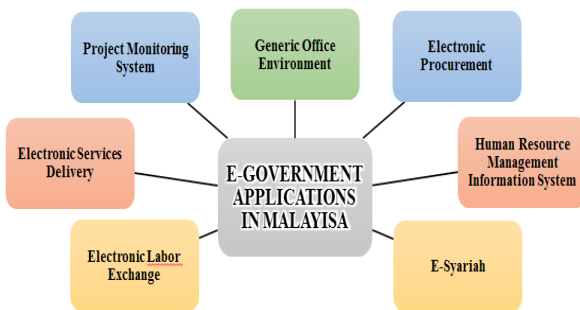 Project Monitoring
System
Generic Office
Environment
Electronic
Procurement
Electronic Services
Delivery
E-GOVERNMENT
APPLICATIONS
IN MALAYISA
Human Resource
Management
Information System
Electronic Labor
Exchange
E-Syariah